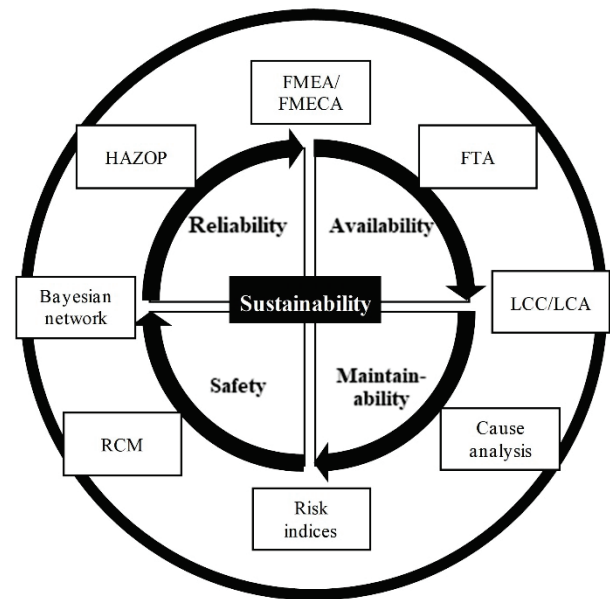 FMEA/
FMECA
HAZOP
FTA
Reliability
Availability
Bayesian
network
Sustainability
LCC/LCA
Safety
Maintain-
ability
RCM
Cause
analysis
Risk
indices